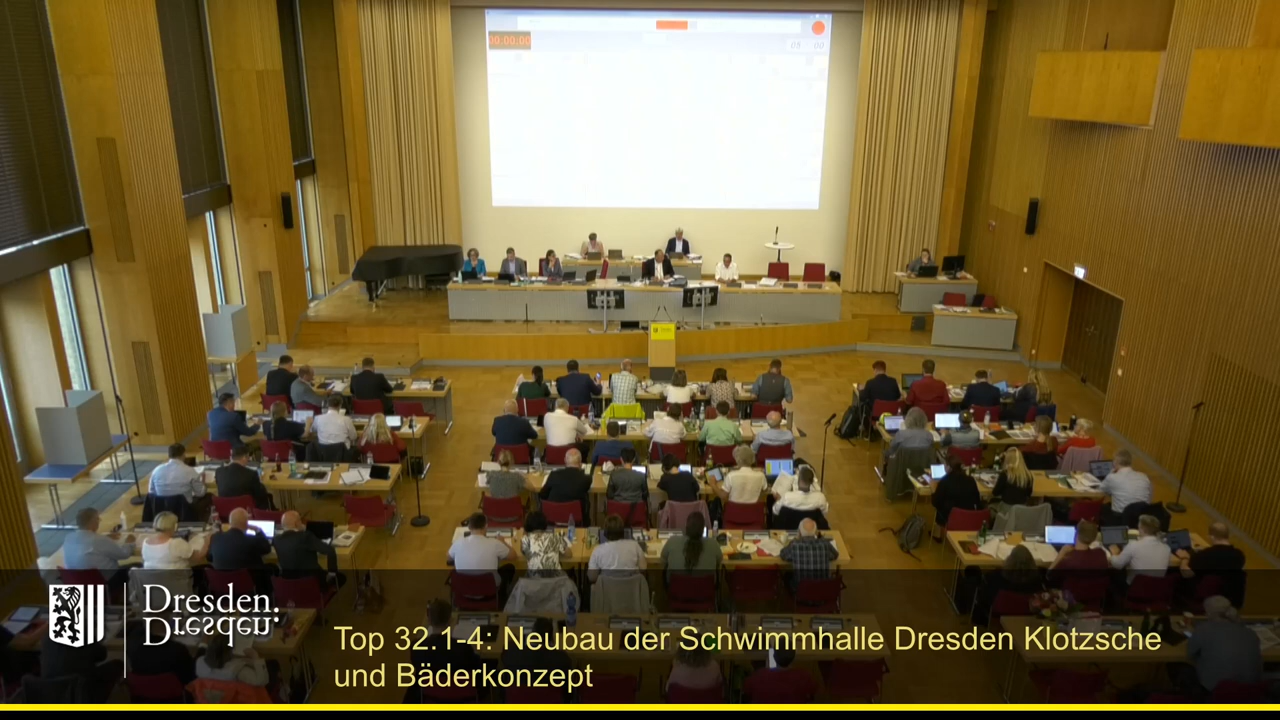 00:00:00
Dresden.
Dresden.
Top 32.1-4: Neubau der Schwimmhalle Dresden Klotzsche
und Bäderkonzept